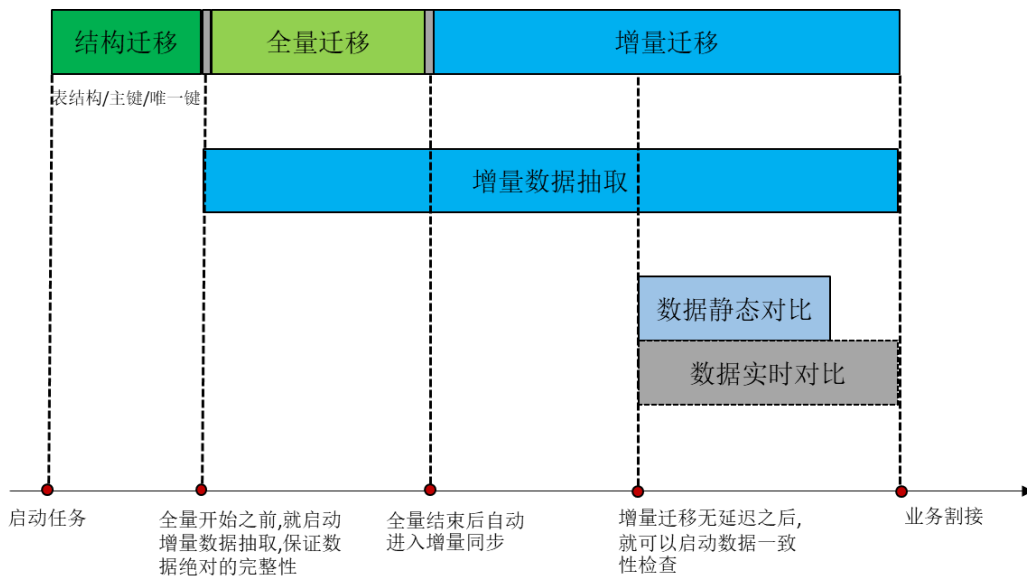 结构迁移 全量迁移 增量迁移
表结构/主键/唯一键
增量数据抽取
数据静态对比
数据实时对比
启动任务
全量开始之前,就启动
增量数据抽取,保证数
据绝对的完整性
全量结束后自动
进入增量同步
增量迁移无延迟之后,
就可以启动数据一致
性检查
业务割接